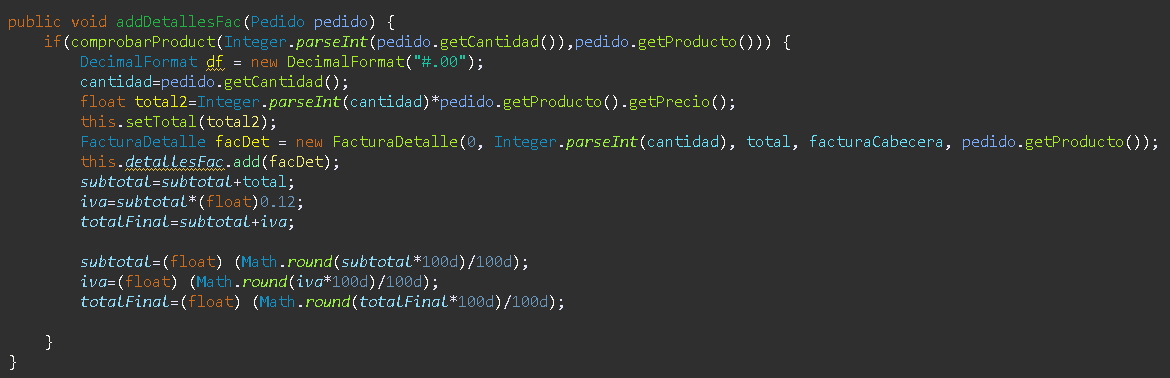 public void addDetallesFac(Pedido pedido) {
if(comprobarProduct(Integer.parseInt(pedido.getCantidad()),pedido.getProducto())) {
DecimalFormat df = new DecimalFormat("#.00");
cantidad=pedido.getCantidad();
float total2=Integer.parseInt(cantidad)*pedido.getProducto().getPrecio();
this.setTotal(total2);
FacturaDetalle facDet = new FacturaDetalle(0, Integer.parseInt(cantidad), total, facturaCabecera, pedido.getProducto());
this.detallesFac.add(facDet);
subtotal=subtotal+total;
iva=subtotal*(float)0.12;
totalFinal=subtotal+iva;
subtotal=(float) (Math.round(subtotal*100d)/100d);
iva=(float) (Math.round(iva*100d)/100d);
totalFinal=(float) (Math.round(totalFinal*100d)/100d);
}
}